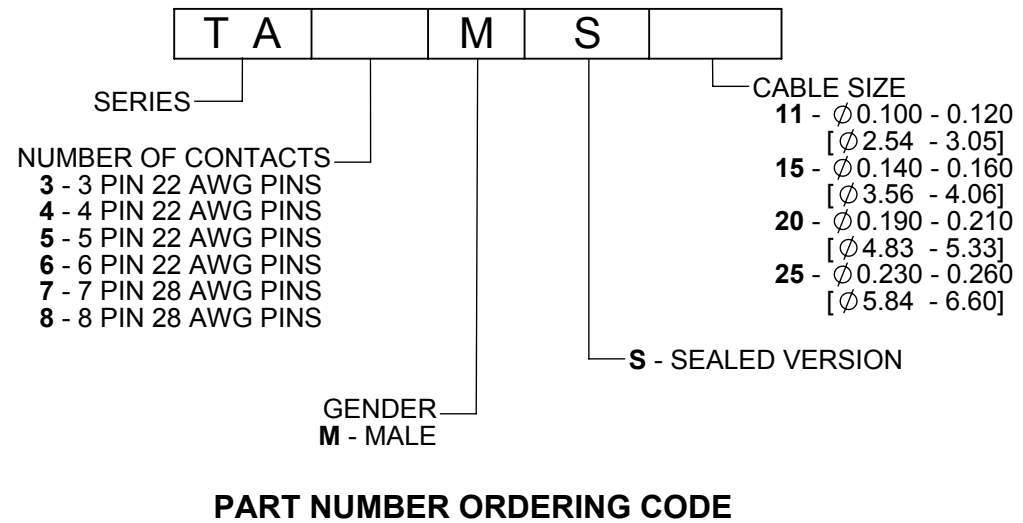 T A M S
SERIES
NUMBER OF CONTACTS
3 - 3 PIN 22 AWG PINS
4 - 4 PIN 22 AWG PINS
5 - 5 PIN 22 AWG PINS
6 - 6 PIN 22 AWG PINS
7 - 7 PIN 28 AWG PINS
8 - 8 PIN 28 AWG PINS
GENDER
M - MALE
S - SEALED VERSION
CABLE SIZE
11 - ∅0.100 - 0.120
[∅2.54 - 3.05]
15 - ∅0.140 - 0.160
[∅3.56 - 4.06]
20 - ∅0.190 - 0.210
[∅4.83 - 5.33]
25 - ∅0.230 - 0.260
[∅5.84 - 6.60]
PART NUMBER ORDERING CODE